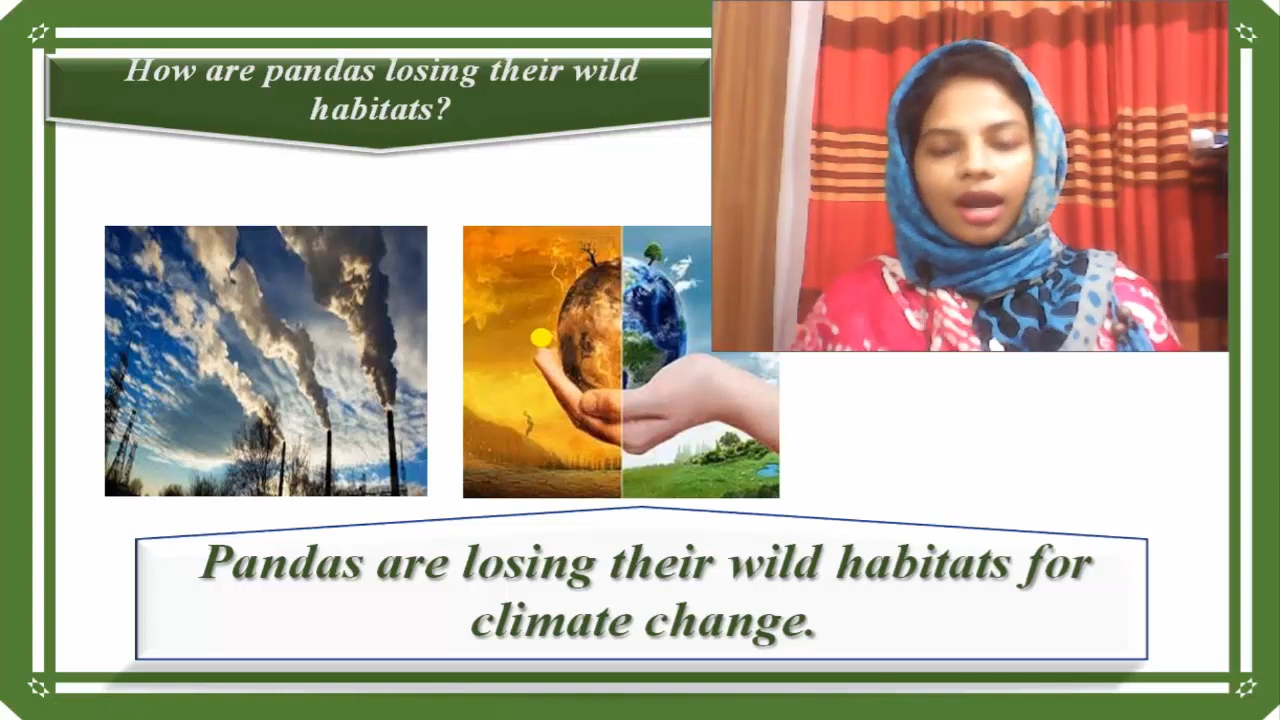 How are pandas losing their wild
habitats?
Pandas are losing their wild habitats for
climate change.